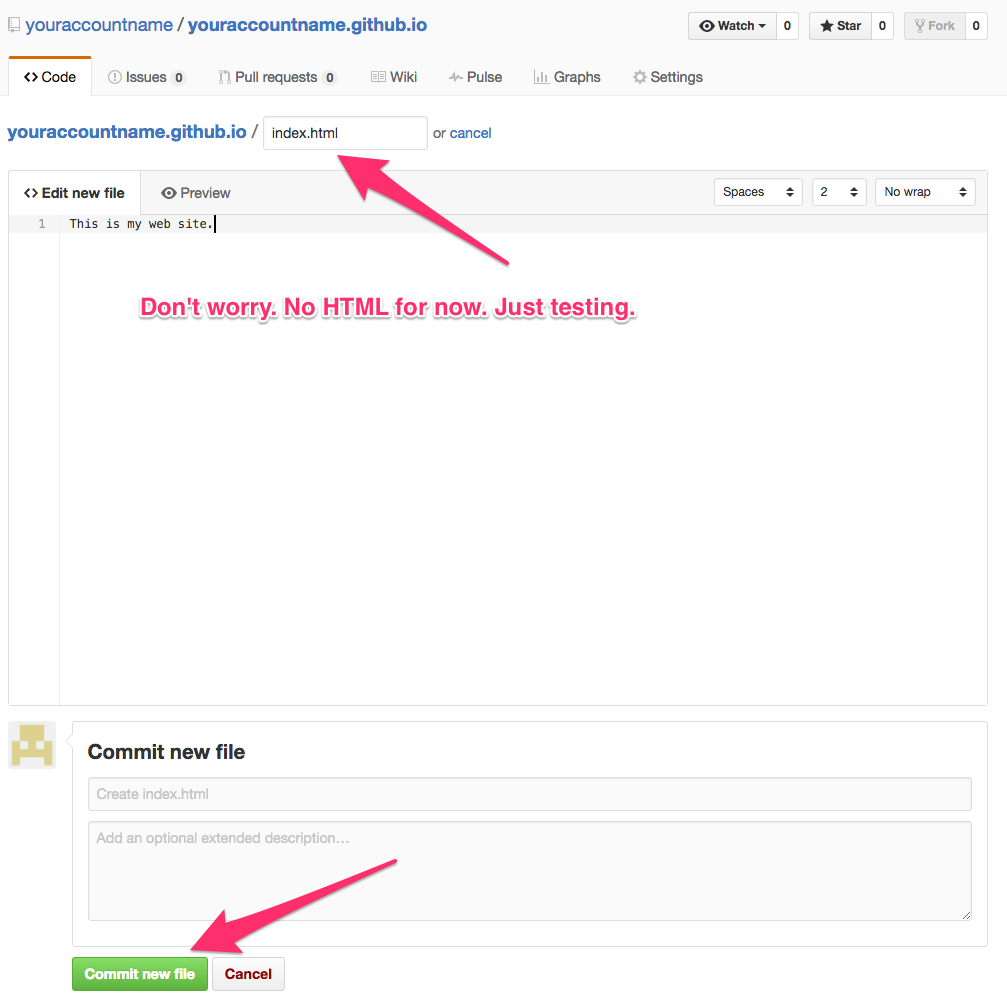 youraccountname / youraccountname.github.io Watch 0 Star 0 Fork 0
Code Issues 0 Pull requests 0 Wiki Pulse Graphs Settings
youraccountname.github.io / index.html or cancel
Edit new file Preview Spaces 2 No wrap
1 This is my web site.
Don't worry. No HTML for now. Just testing.
Commit new file
Create index.html
Add an optional extended description…
Commit new file Cancel